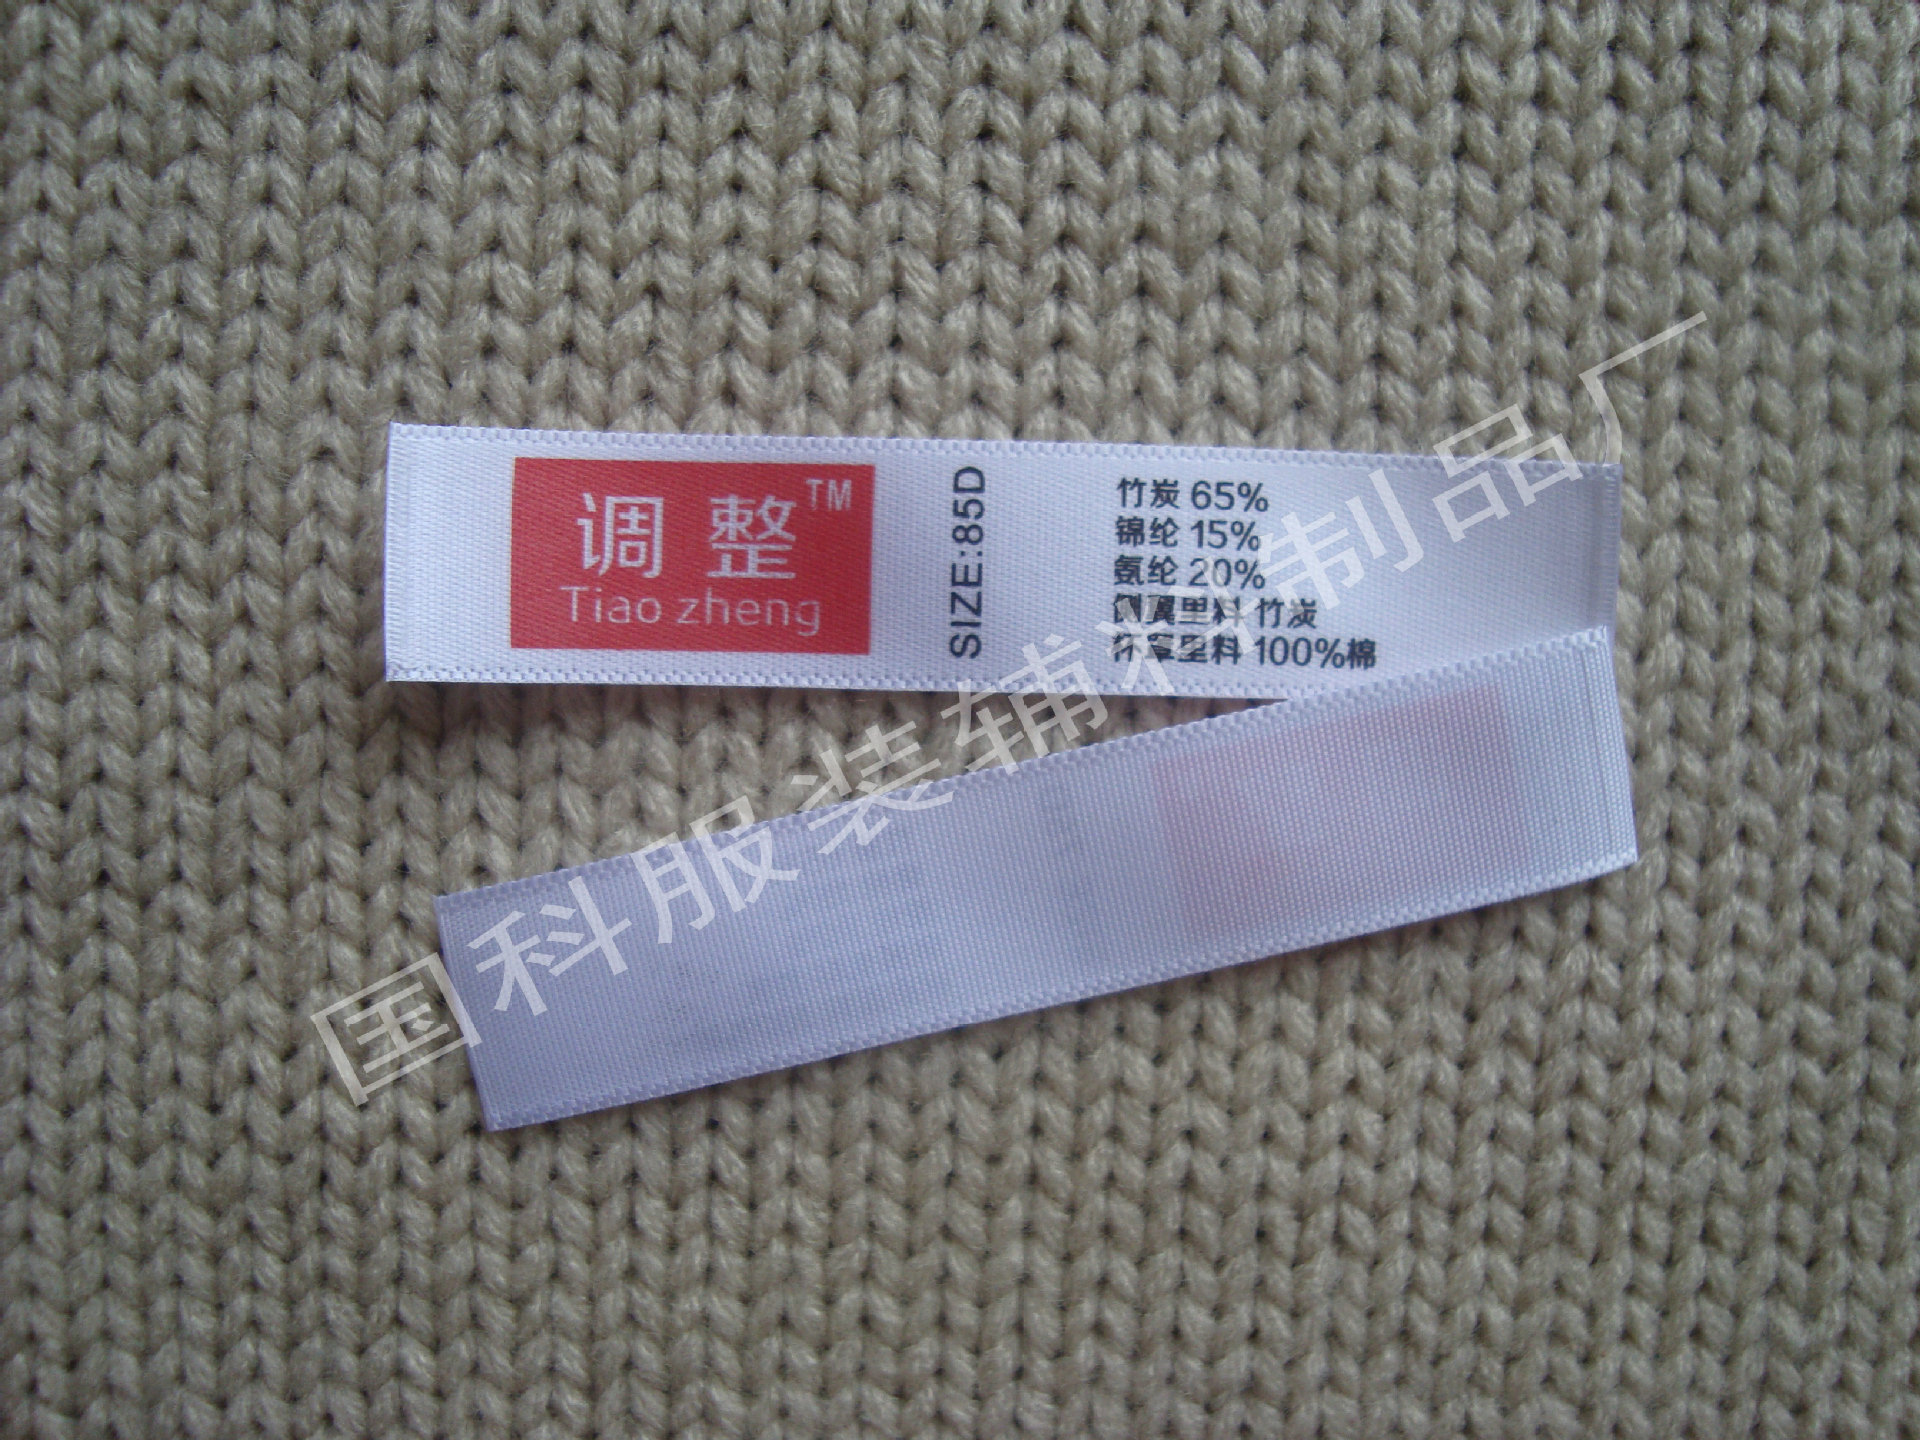 调整™
Tiao zheng
SIZE:85D
竹炭 65%
锦纶 15%
氨纶 20%
侧翼里料 竹炭
杯罩里料 100%棉
国科服装辅料制品厂